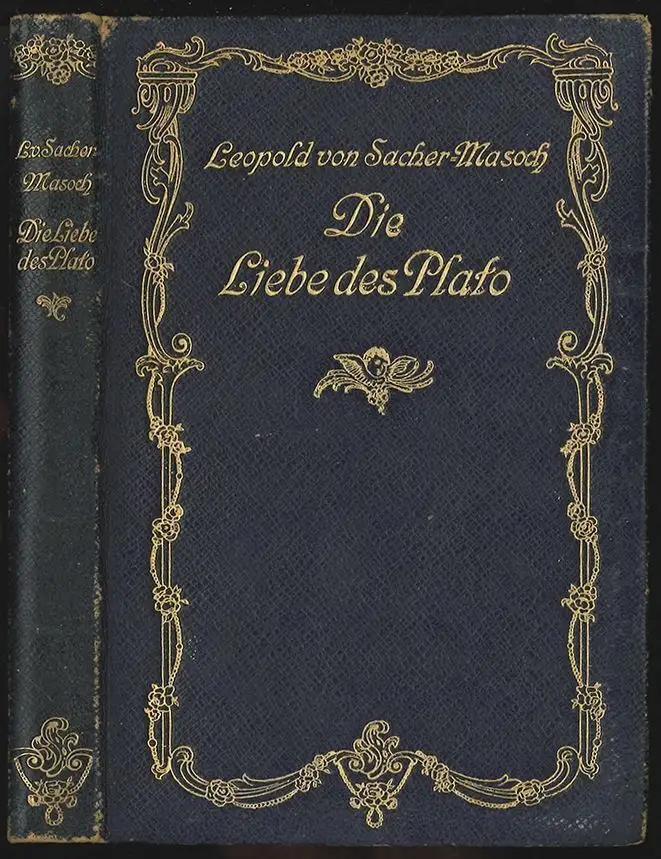 L.v.Sacher-
Masoch
Die Liebe
des Plato
Leopold von Sacher=Masoch
Die
Liebe des Plato